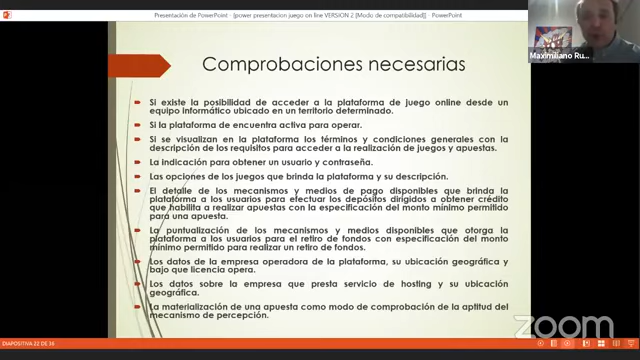 Presentación de PowerPoint - [power presentacion juego on line VERSION 2 [Modo de compatibilidad]] - PowerPoint
Maximiliano Ru...
Comprobaciones necesarias
Si existe la posibilidad de acceder a la plataforma de juego online desde un
equipo informático ubicado en un territorio determinado.
Si la plataforma de encuentra activa para operar.
Si se visualizan en la plataforma los términos y condiciones generales con la
descripción de los requisitos para acceder a la realización de juegos y apuestas.
La indicación para obtener un usuario y contraseña.
Las opciones de los juegos que brinda la plataforma y su descripción.
El detalle de los mecanismos y medios de pago disponibles que brinda la
plataforma a los usuarios para efectuar los depósitos dirigidos a obtener crédito
que habilita a realizar apuestas con la especificación del monto mínimo permitido
para una apuesta.
La puntualización de los mecanismos y medios disponibles que otorga la
plataforma a los usuarios para el retiro de fondos con especificación del monto
mínimo permitido para realizar un retiro de fondos.
Los datos de la empresa operadora de la plataforma, su ubicación geográfica y
bajo que licencia opera.
Los datos sobre la empresa que presta servicio de hosting y su ubicación
geográfica.
La materialización de una apuesta como modo de comprobación de la aptitud del
mecanismo de percepción.
zoom
DIAPOSITIVA 22 DE 38